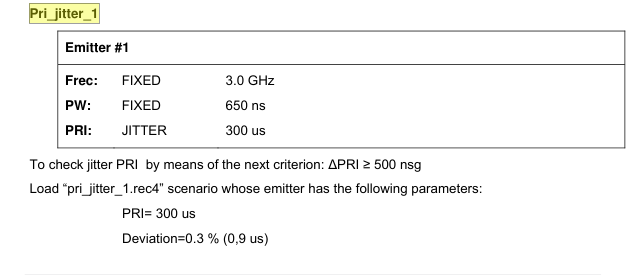 Pri_jitter_1
Emitter #1
Frec: FIXED 3.0 GHz
PW: FIXED 650 ns
PRI: JITTER 300 us
To check jitter PRI by means of the next criterion: ΔPRI ≥ 500 nsg
Load “pri_jitter_1.rec4” scenario whose emitter has the following parameters:
PRI= 300 us
Deviation=0.3 % (0,9 us)